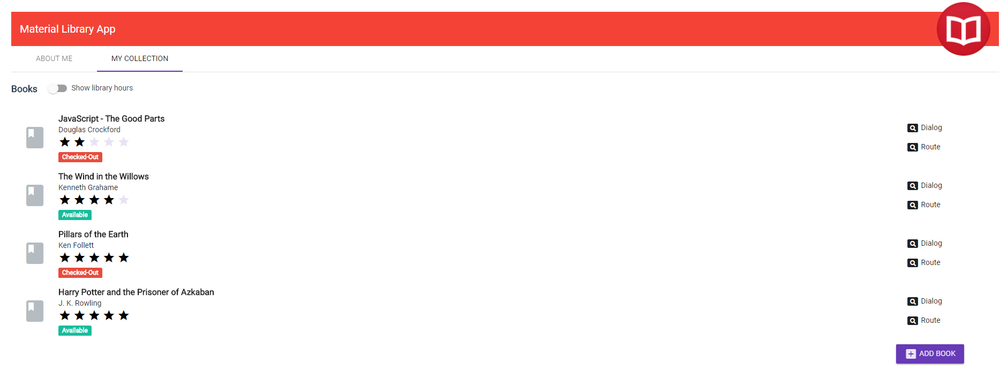 Material Library App
ABOUT ME
MY COLLECTION
Books
Show library hours
JavaScript - The Good Parts
Douglas Crockford
Checked-Out
Dialog
Route
The Wind in the Willows
Kenneth Grahame
Available
Dialog
Route
Pillars of the Earth
Ken Follett
Checked-Out
Dialog
Route
Harry Potter and the Prisoner of Azkaban
J. K. Rowling
Available
Dialog
Route
ADD BOOK